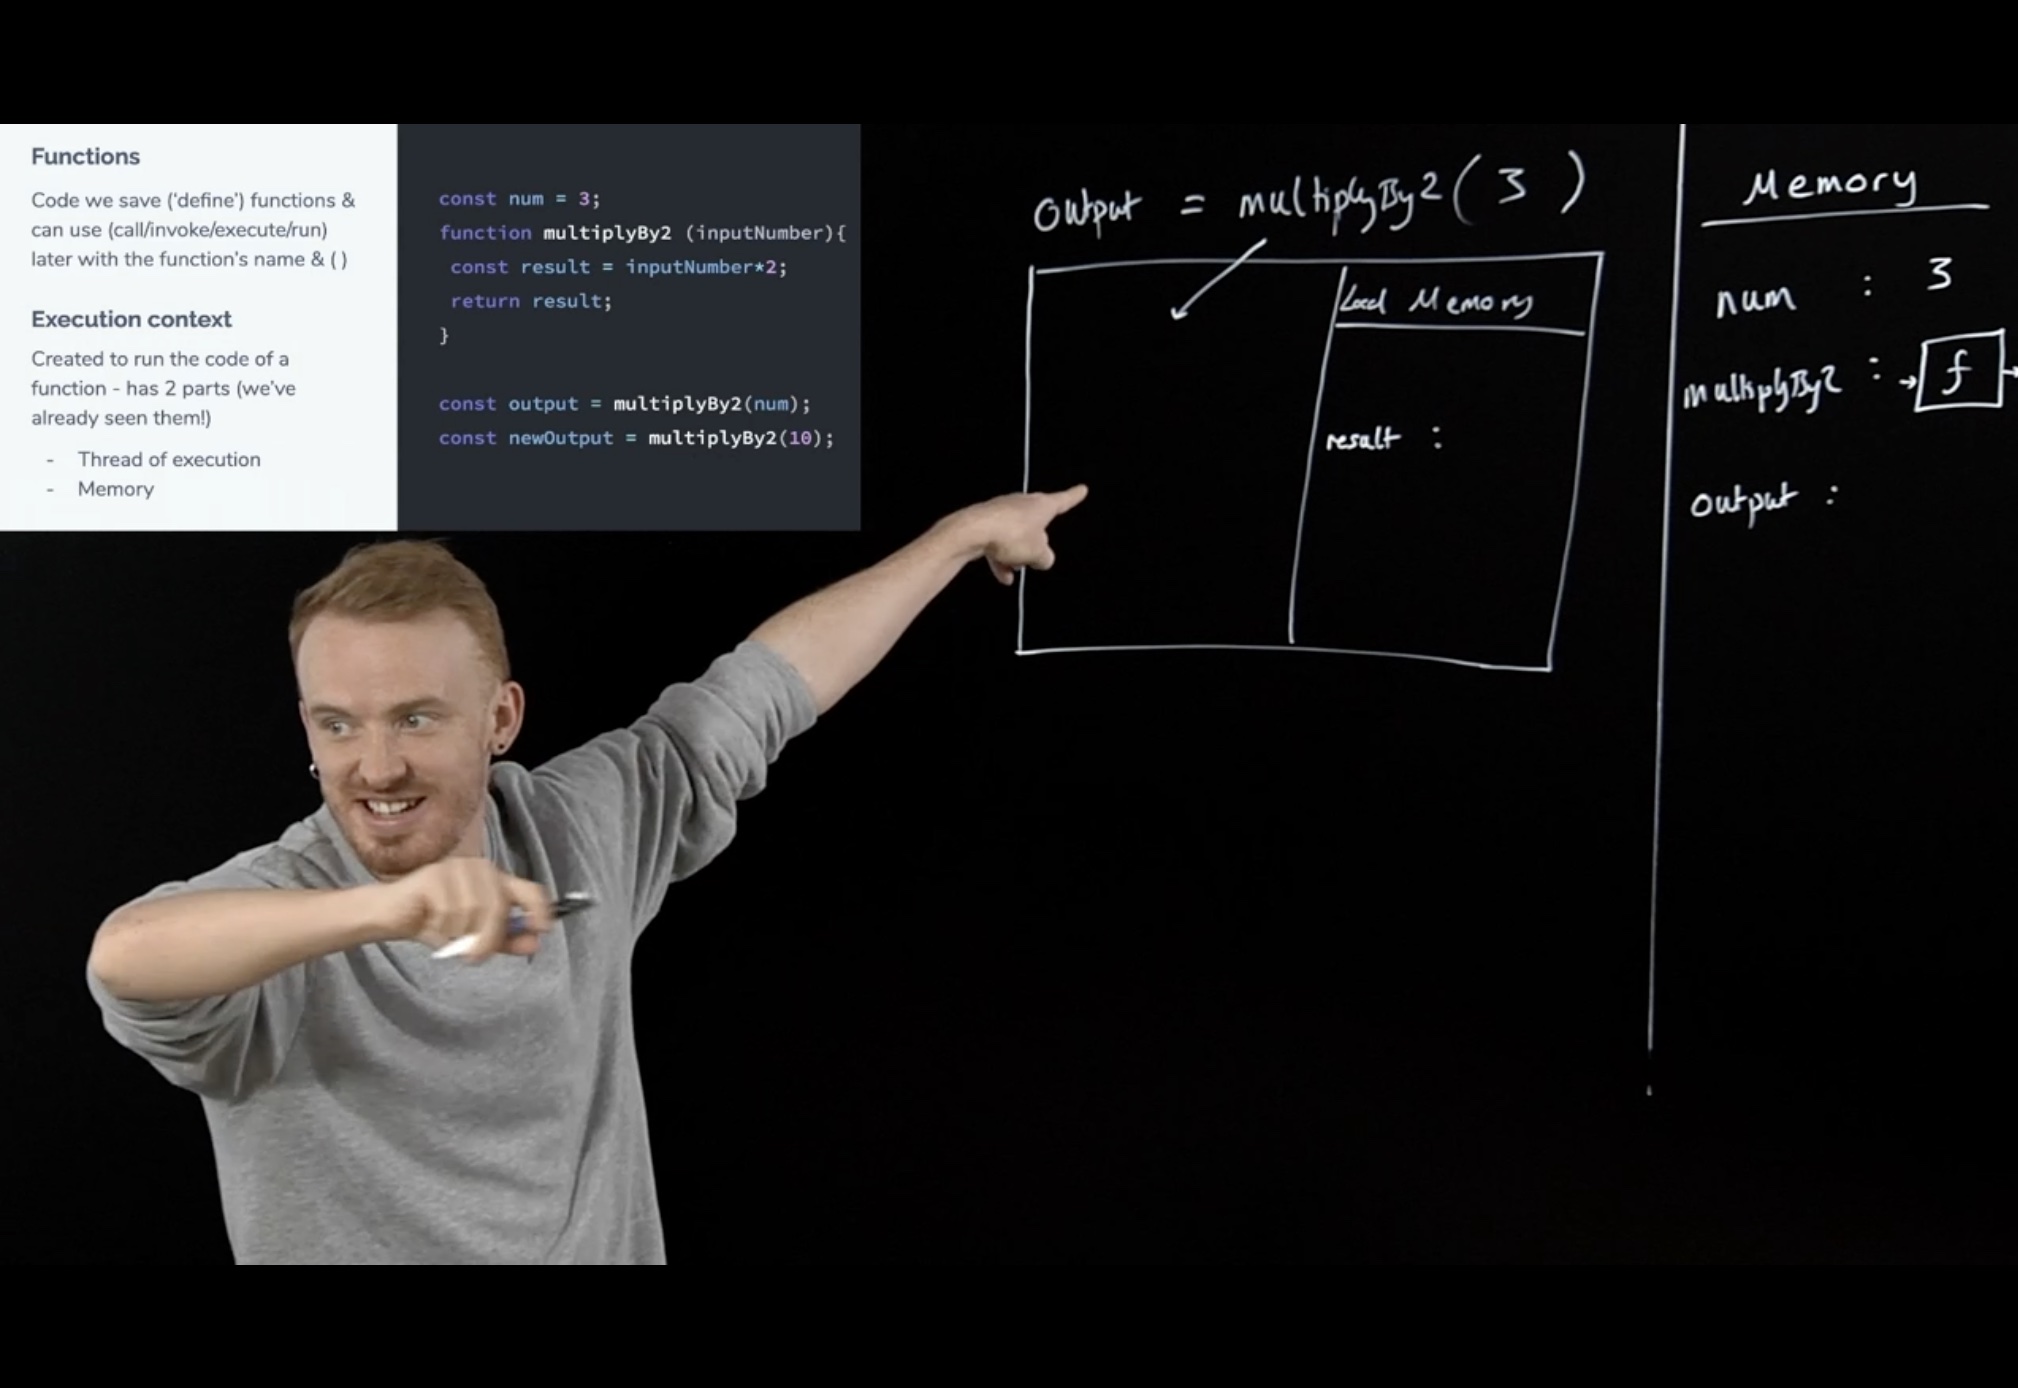 Functions
Code we save (‘define’) functions &
can use (call/invoke/execute/run)
later with the function's name & ( )
Execution context
Created to run the code of a
function - has 2 parts (we've
already seen them!)
- Thread of execution
- Memory
const num = 3;
function multiplyBy2 (inputNumber){
const result = inputNumber*2;
return result;
}
const output = multiplyBy2(num);
const newOutput = multiplyBy2(10);
Output = multiplyBy2 ( 3 )
Local Memory
result :
Memory
num : 3
multiplyBy2 : f
Output :